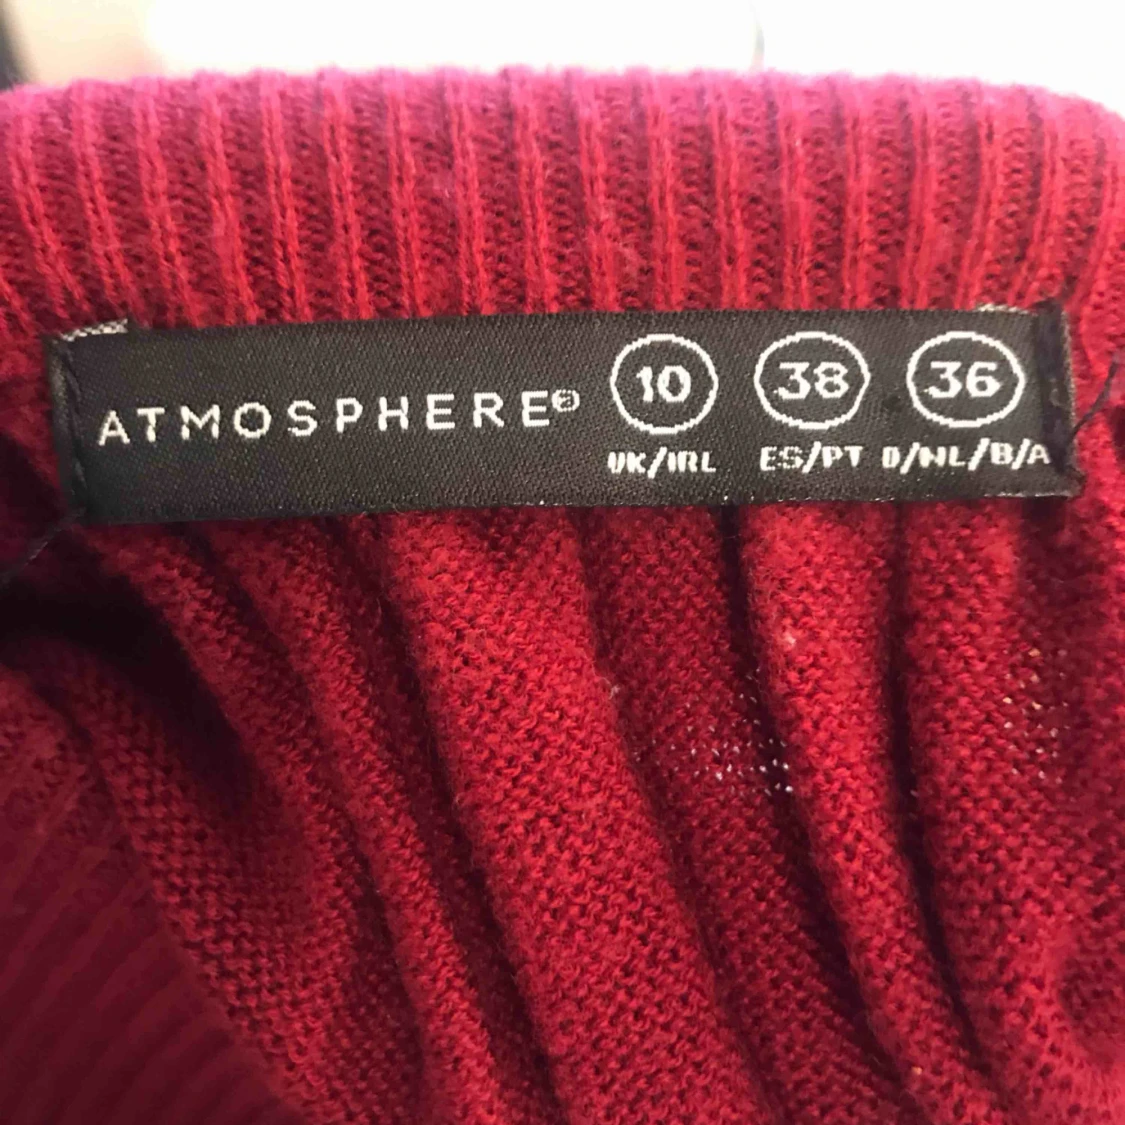 ATMOSPHERE® 10 38 36
UK/IRL ES/PT D/NL/B/A